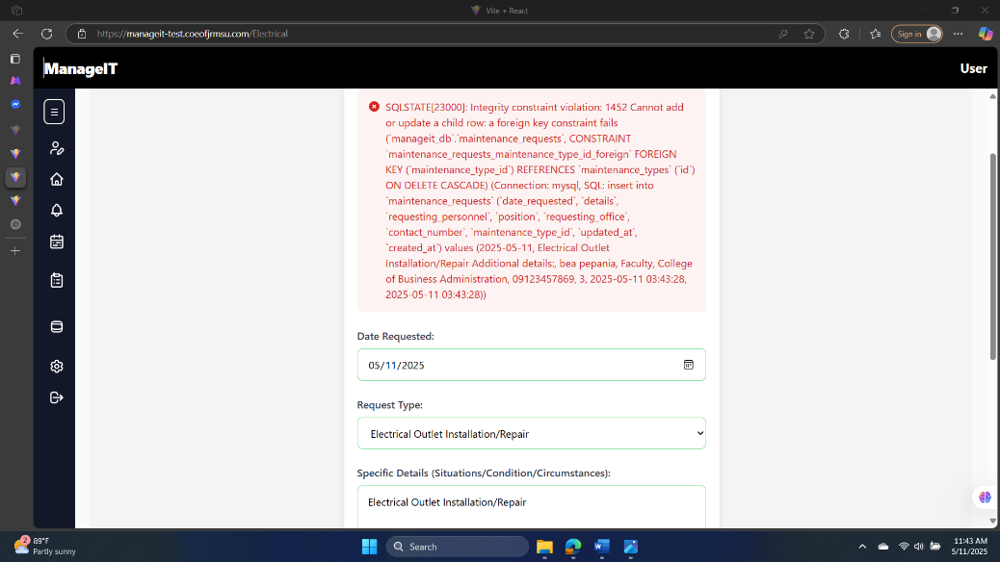 Vite + React
https://manageit-test.coeofjrmsu.com/Electrical
Sign in
ManageIT
User
SQLSTATE[23000]: Integrity constraint violation: 1452 Cannot add
or update a child row: a foreign key constraint fails
(`manageit_db`.`maintenance_requests`, CONSTRAINT
`maintenance_requests_maintenance_type_id_foreign` FOREIGN
KEY (`maintenance_type_id`) REFERENCES `maintenance_types` (`id`)
ON DELETE CASCADE) (Connection: mysql, SQL: insert into
`maintenance_requests` (`date_requested`, `details`,
`requesting_personnel`, `position`, `requesting_office`,
`contact_number`, `maintenance_type_id`, `updated_at`,
`created_at`) values (2025-05-11, Electrical Outlet
Installation/Repair Additional details:, bea pepania, Faculty, College
of Business Administration, 09123457869, 3, 2025-05-11 03:43:28,
2025-05-11 03:43:28))
Date Requested:
05/11/2025
Request Type:
Electrical Outlet Installation/Repair
Specific Details (Situations/Condition/Circumstances):
Electrical Outlet Installation/Repair
2
89°F
Partly sunny
Search
11:43 AM
5/11/2025